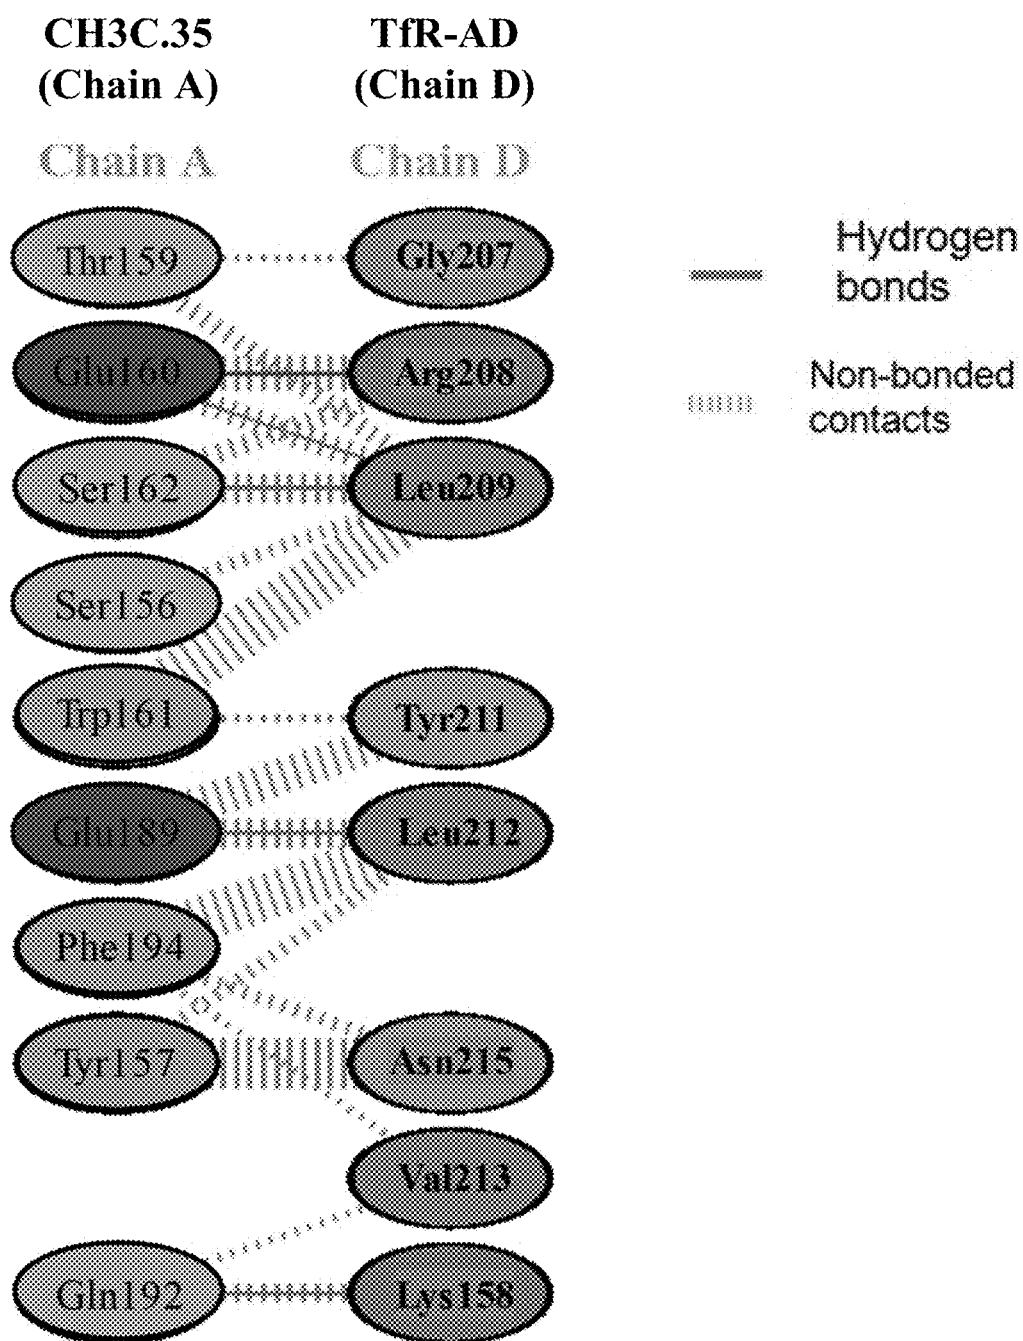 CH3C.35 TfR-AD
(Chain A) (Chain D)
Chain A Chain D
Thr159 Gly207
Hydrogen
bonds
Glu160 Arg208
Non-bonded
contacts
Ser162 Leu209
Ser156
Trp161 Tyr211
Glu189 Leu212
Phe194
Tyr157 Asn215
Val213
Gln192 Lys158